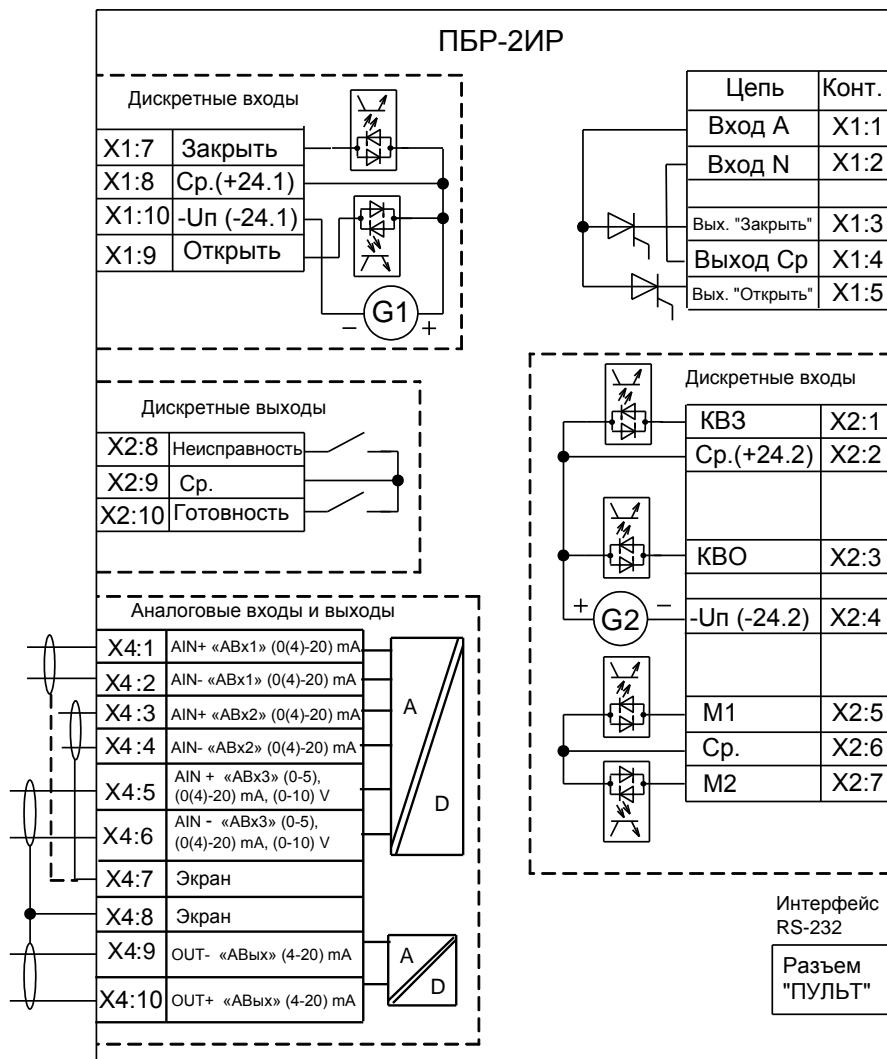 ПБР-2ИР
Дискретные входы
X1:7 Закрыть
X1:8 Ср.(+24.1)
X1:10 -Uп (-24.1)
X1:9 Открыть
− G1 +
Цепь Конт.
Вход A X1:1
Вход N X1:2
Вых. "Закрыть" X1:3
Выход Ср X1:4
Вых. "Открыть" X1:5
Дискретные выходы
X2:8 Неисправность
X2:9 Ср.
X2:10 Готовность
Дискретные входы
КВЗ X2:1
Ср.(+24.2) X2:2
КВО X2:3
+ G2 − -Uп (-24.2) X2:4
М1 X2:5
Ср. X2:6
М2 X2:7
Аналоговые входы и выходы
X4:1 AIN+ «АВх1» (0(4)-20) mA
X4:2 AIN- «АВх1» (0(4)-20) mA
X4:3 AIN+ «АВх2» (0(4)-20) mA
X4:4 AIN- «АВх2» (0(4)-20) mA
X4:5 AIN + «АВх3» (0-5),
(0(4)-20) mA, (0-10) V
X4:6 AIN - «АВх3» (0-5),
(0(4)-20) mA, (0-10) V
A
D
X4:7 Экран
X4:8 Экран
X4:9 OUT- «АВых» (4-20) mA
X4:10 OUT+ «АВых» (4-20) mA
A
D
Интерфейс
RS-232
Разъем
"ПУЛЬТ"